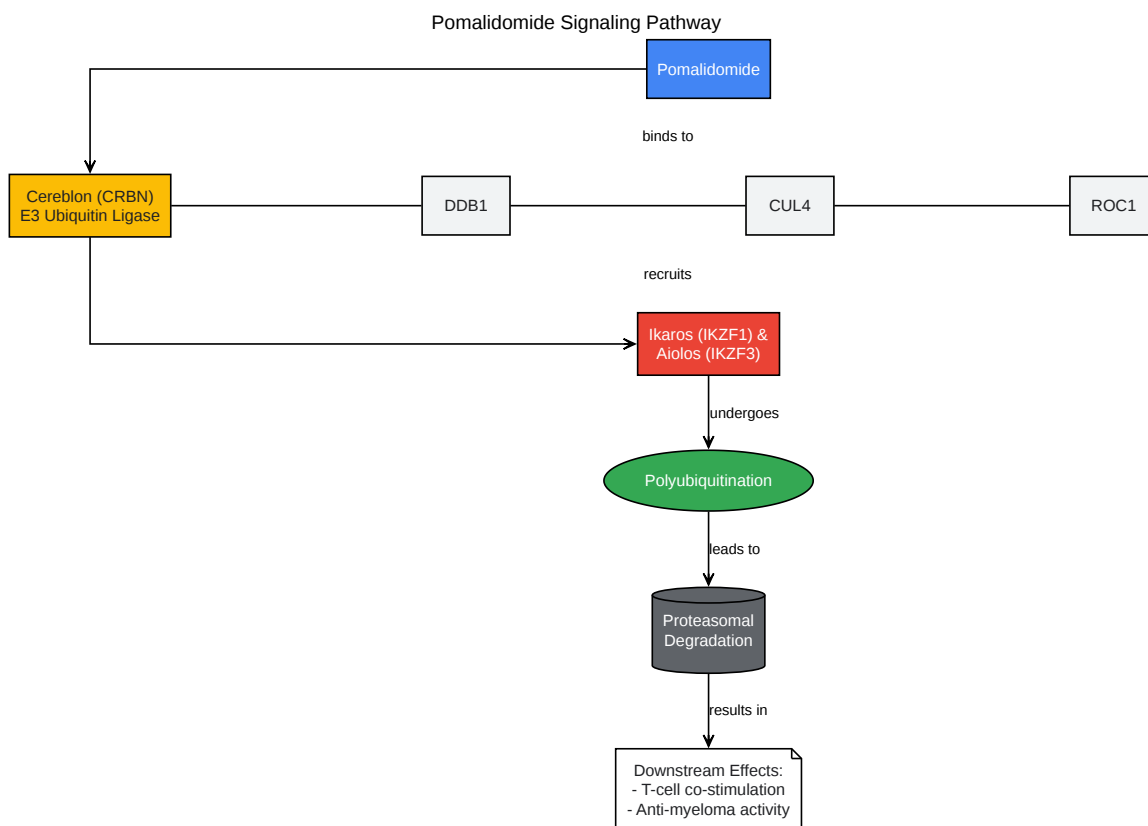 Pomalidomide Signaling Pathway
Pomalidomide
binds to
Cereblon (CRBN)
E3 Ubiquitin Ligase
DDB1
CUL4
ROC1
recruits
Ikaros (IKZF1) &
Aiolos (IKZF3)
undergoes
Polyubiquitination
leads to
Proteasomal
Degradation
results in
Downstream Effects:
- T-cell co-stimulation
- Anti-myeloma activity